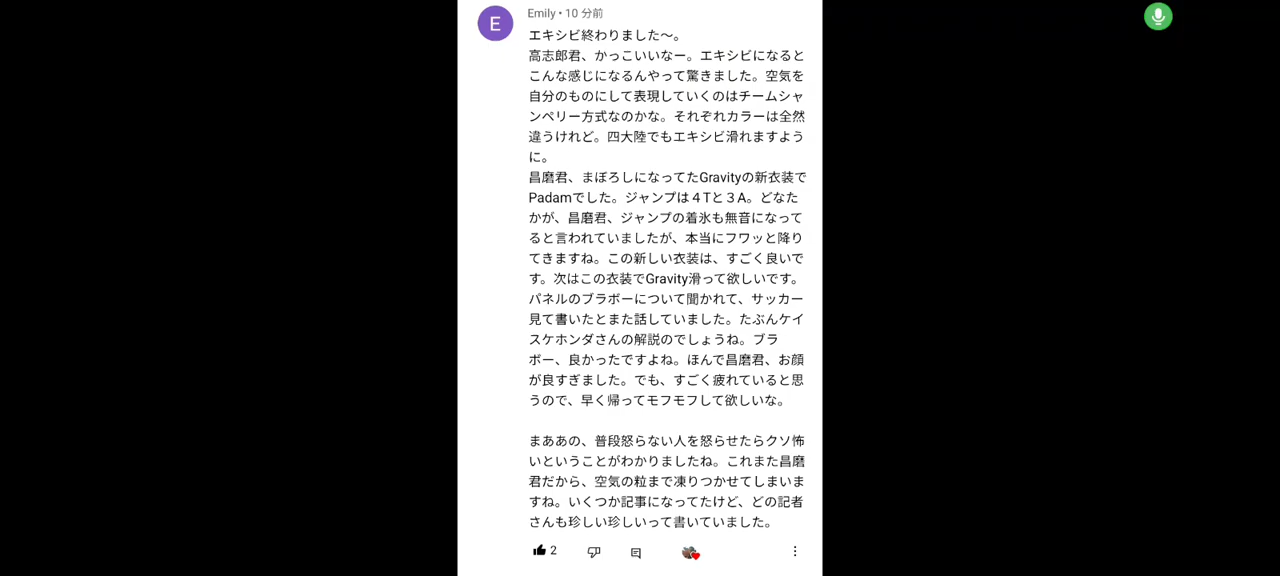 E
Emily • 10 分前
エキシビ終わりました〜。
高志郎君、かっこいいなー。エキシビになると
こんな感じになるんやって驚きました。空気を
自分のものにして表現していくのはチームシャ
ンペリー方式なのかな。それぞれカラーは全然
違うけれど。四大陸でもエキシビ滑れますよう
に。
昌磨君、まぼろしになってたGravityの新衣装で
Padamでした。ジャンプは４Tと３A。どなた
かが、昌磨君、ジャンプの着氷も無音になって
ると言われていましたが、本当にフワッと降り
てきますね。この新しい衣装は、すごく良いで
す。次はこの衣装でGravity滑って欲しいです。
パネルのブラボーについて聞かれて、サッカー
見て書いたとまた話していました。たぶんケイ
スケホンダさんの解説のでしょうね。ブラ
ボー、良かったですよね。ほんで昌磨君、お顔
が良すぎました。でも、すごく疲れていると思
うので、早く帰ってモフモフして欲しいな。
まああの、普段怒らない人を怒らせたらクソ怖
いということがわかりましたね。これまた昌磨
君だから、空気の粒まで凍りつかせてしまいま
すね。いくつか記事になってたけど、どの記者
さんも珍しい珍しいって書いていました。
2